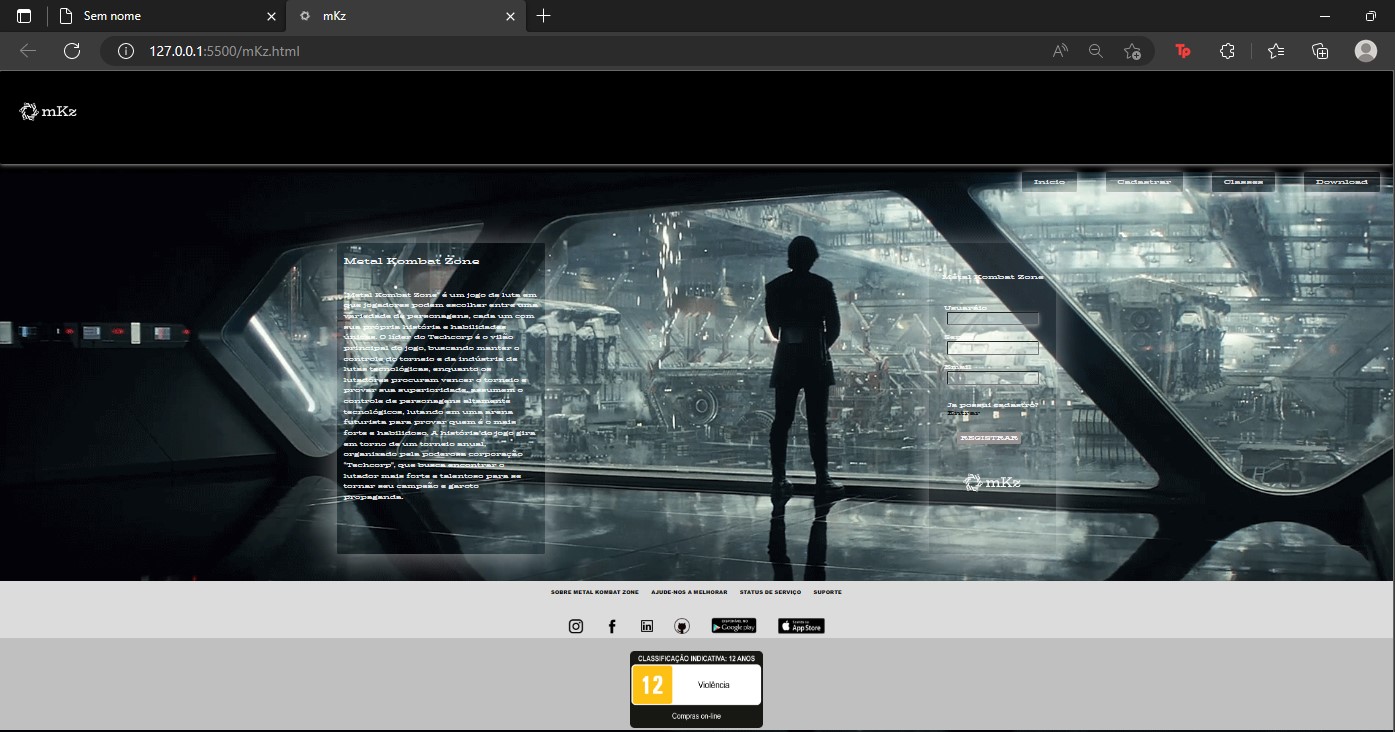 Sem nome
mKz
127.0.0.1:5500/mKz.html
mKz
Inicio
Cadastrar
Classes
Download
Metal Kombat Zone
"Metal Kombat Zone" é um jogo de luta em
que jogadores podem escolher entre uma
variedade de personagens, cada um com
sua própria história e habilidades
únicas. O líder do Techcorp é o vilão
principal do jogo, buscando manter o
controle do torneio e da indústria de
lutas tecnológicas, enquanto os
lutadores procuram vencer o torneio e
provar sua superioridade, assumem o
controle de personagens altamente
tecnológicos, lutando em uma arena
futurista para provar quem é o mais
forte e habilidoso. A história do jogo gira
em torno de um torneio anual,
organizado pela poderosa corporação
"Techcorp", que busca encontrar o
lutador mais forte e talentoso para se
tornar seu campeão e garoto
propaganda.
Metal Kombat Zone
Usuario:
Email
Ja possui cadastro?
Entrar
REGISTRAR
mKz
SOBRE METAL KOMBAT ZONE
AJUDE-NOS A MELHORAR
STATUS DE SERVIÇO
SUPORTE
DISPONÍVEL NO
Google play
App Store
CLASSIFICAÇÃO INDICATIVA: 12 ANOS
12
Violência
Compras on-line